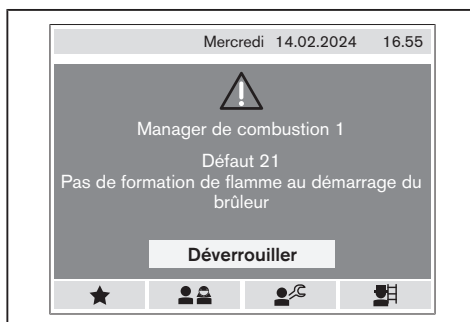 Mercredi 14.02.2024 16.55
Manager de combustion 1
Défaut 21
Pas de formation de flamme au démarrage du
brûleur
Déverrouiller